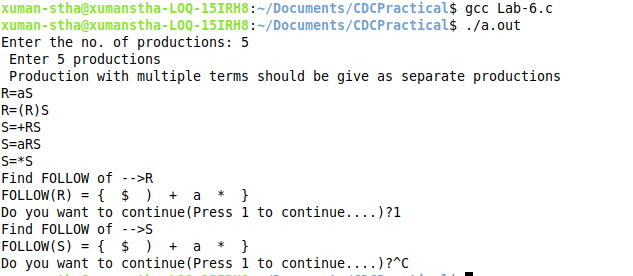 xuman-stha@xumanstha-LOQ-15IRH8:~/Documents/CDCPractical$ gcc Lab-6.c
xuman-stha@xumanstha-LOQ-15IRH8:~/Documents/CDCPractical$ ./a.out
Enter the no. of productions: 5
 Enter 5 productions
 Production with multiple terms should be give as separate productions
R=aS
R=(R)S
S=+RS
S=aRS
S=*S
Find FOLLOW of -->R
FOLLOW(R) = {  $  )  +  a  *  }
Do you want to continue(Press 1 to continue....)?1
Find FOLLOW of -->S
FOLLOW(S) = {  $  )  +  a  *  }
Do you want to continue(Press 1 to continue....)?^C